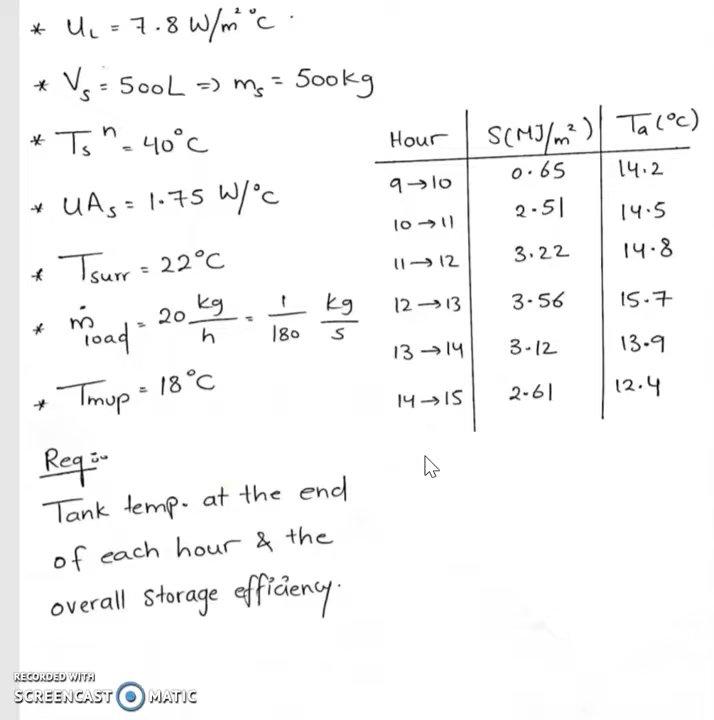 * U_L = 7.8 W/m² °C
* V_s = 500L => m_s = 500kg
* T_s^n = 40°C
* UA_s = 1.75 W/°C
* T_surr = 22°C
* ṁ_load = 20 kg/h = 1/180 kg/s
* T_mup = 18°C
Hour S(MJ/m²) Ta(°C)
9→10 0.65 14.2
10→11 2.51 14.5
11→12 3.22 14.8
12→13 3.56 15.7
13→14 3.12 13.9
14→15 2.61 12.4
Req:-
Tank temp. at the end
of each hour & the
overall storage efficiency.
RECORDED WITH
SCREENCAST MATIC